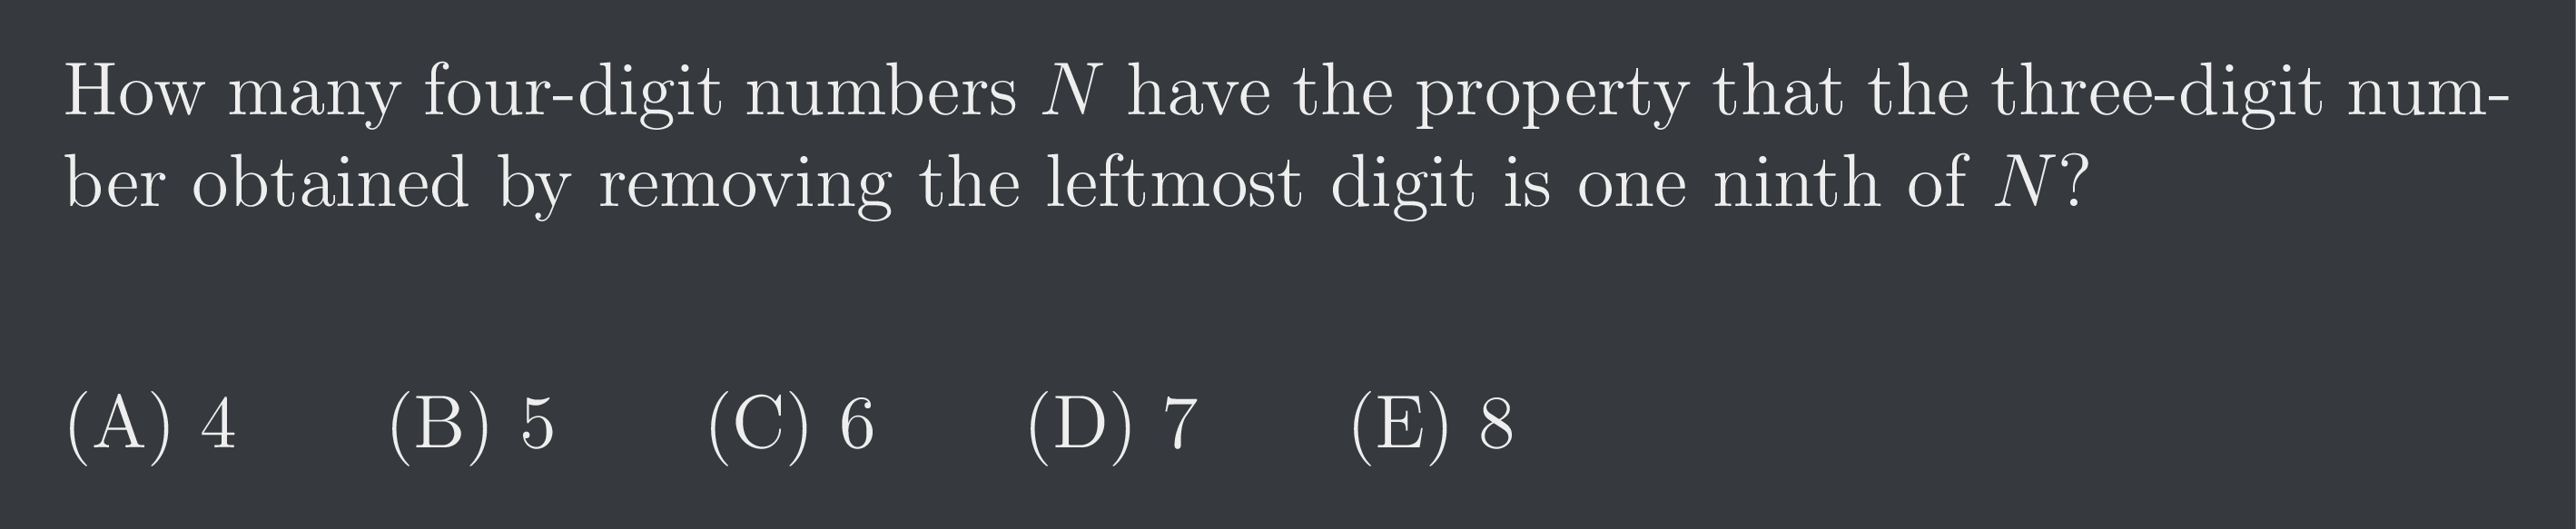 How many four-digit numbers N have the property that the three-digit num-
ber obtained by removing the leftmost digit is one ninth of N?
(A) 4 (B) 5 (C) 6 (D) 7 (E) 8